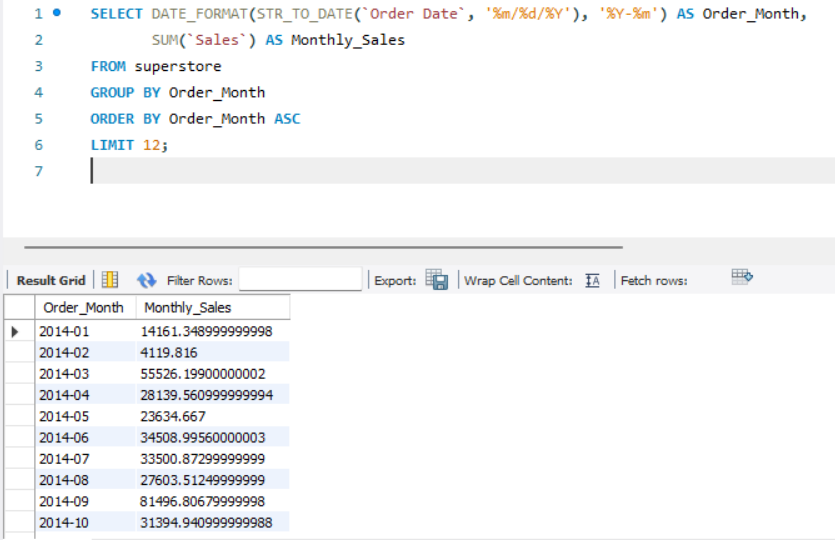 1 SELECT DATE_FORMAT(STR_TO_DATE(`Order Date`, '%m/%d/%Y'), '%Y-%m') AS Order_Month,
2 SUM(`Sales`) AS Monthly_Sales
3 FROM superstore
4 GROUP BY Order_Month
5 ORDER BY Order_Month ASC
6 LIMIT 12;
7
Result Grid Filter Rows: Export: Wrap Cell Content: Fetch rows:
Order_Month Monthly_Sales
2014-01 14161.348999999998
2014-02 4119.816
2014-03 55526.19900000002
2014-04 28139.560999999994
2014-05 23634.667
2014-06 34508.99560000003
2014-07 33500.87299999999
2014-08 27603.51249999999
2014-09 81496.80679999998
2014-10 31394.940999999988